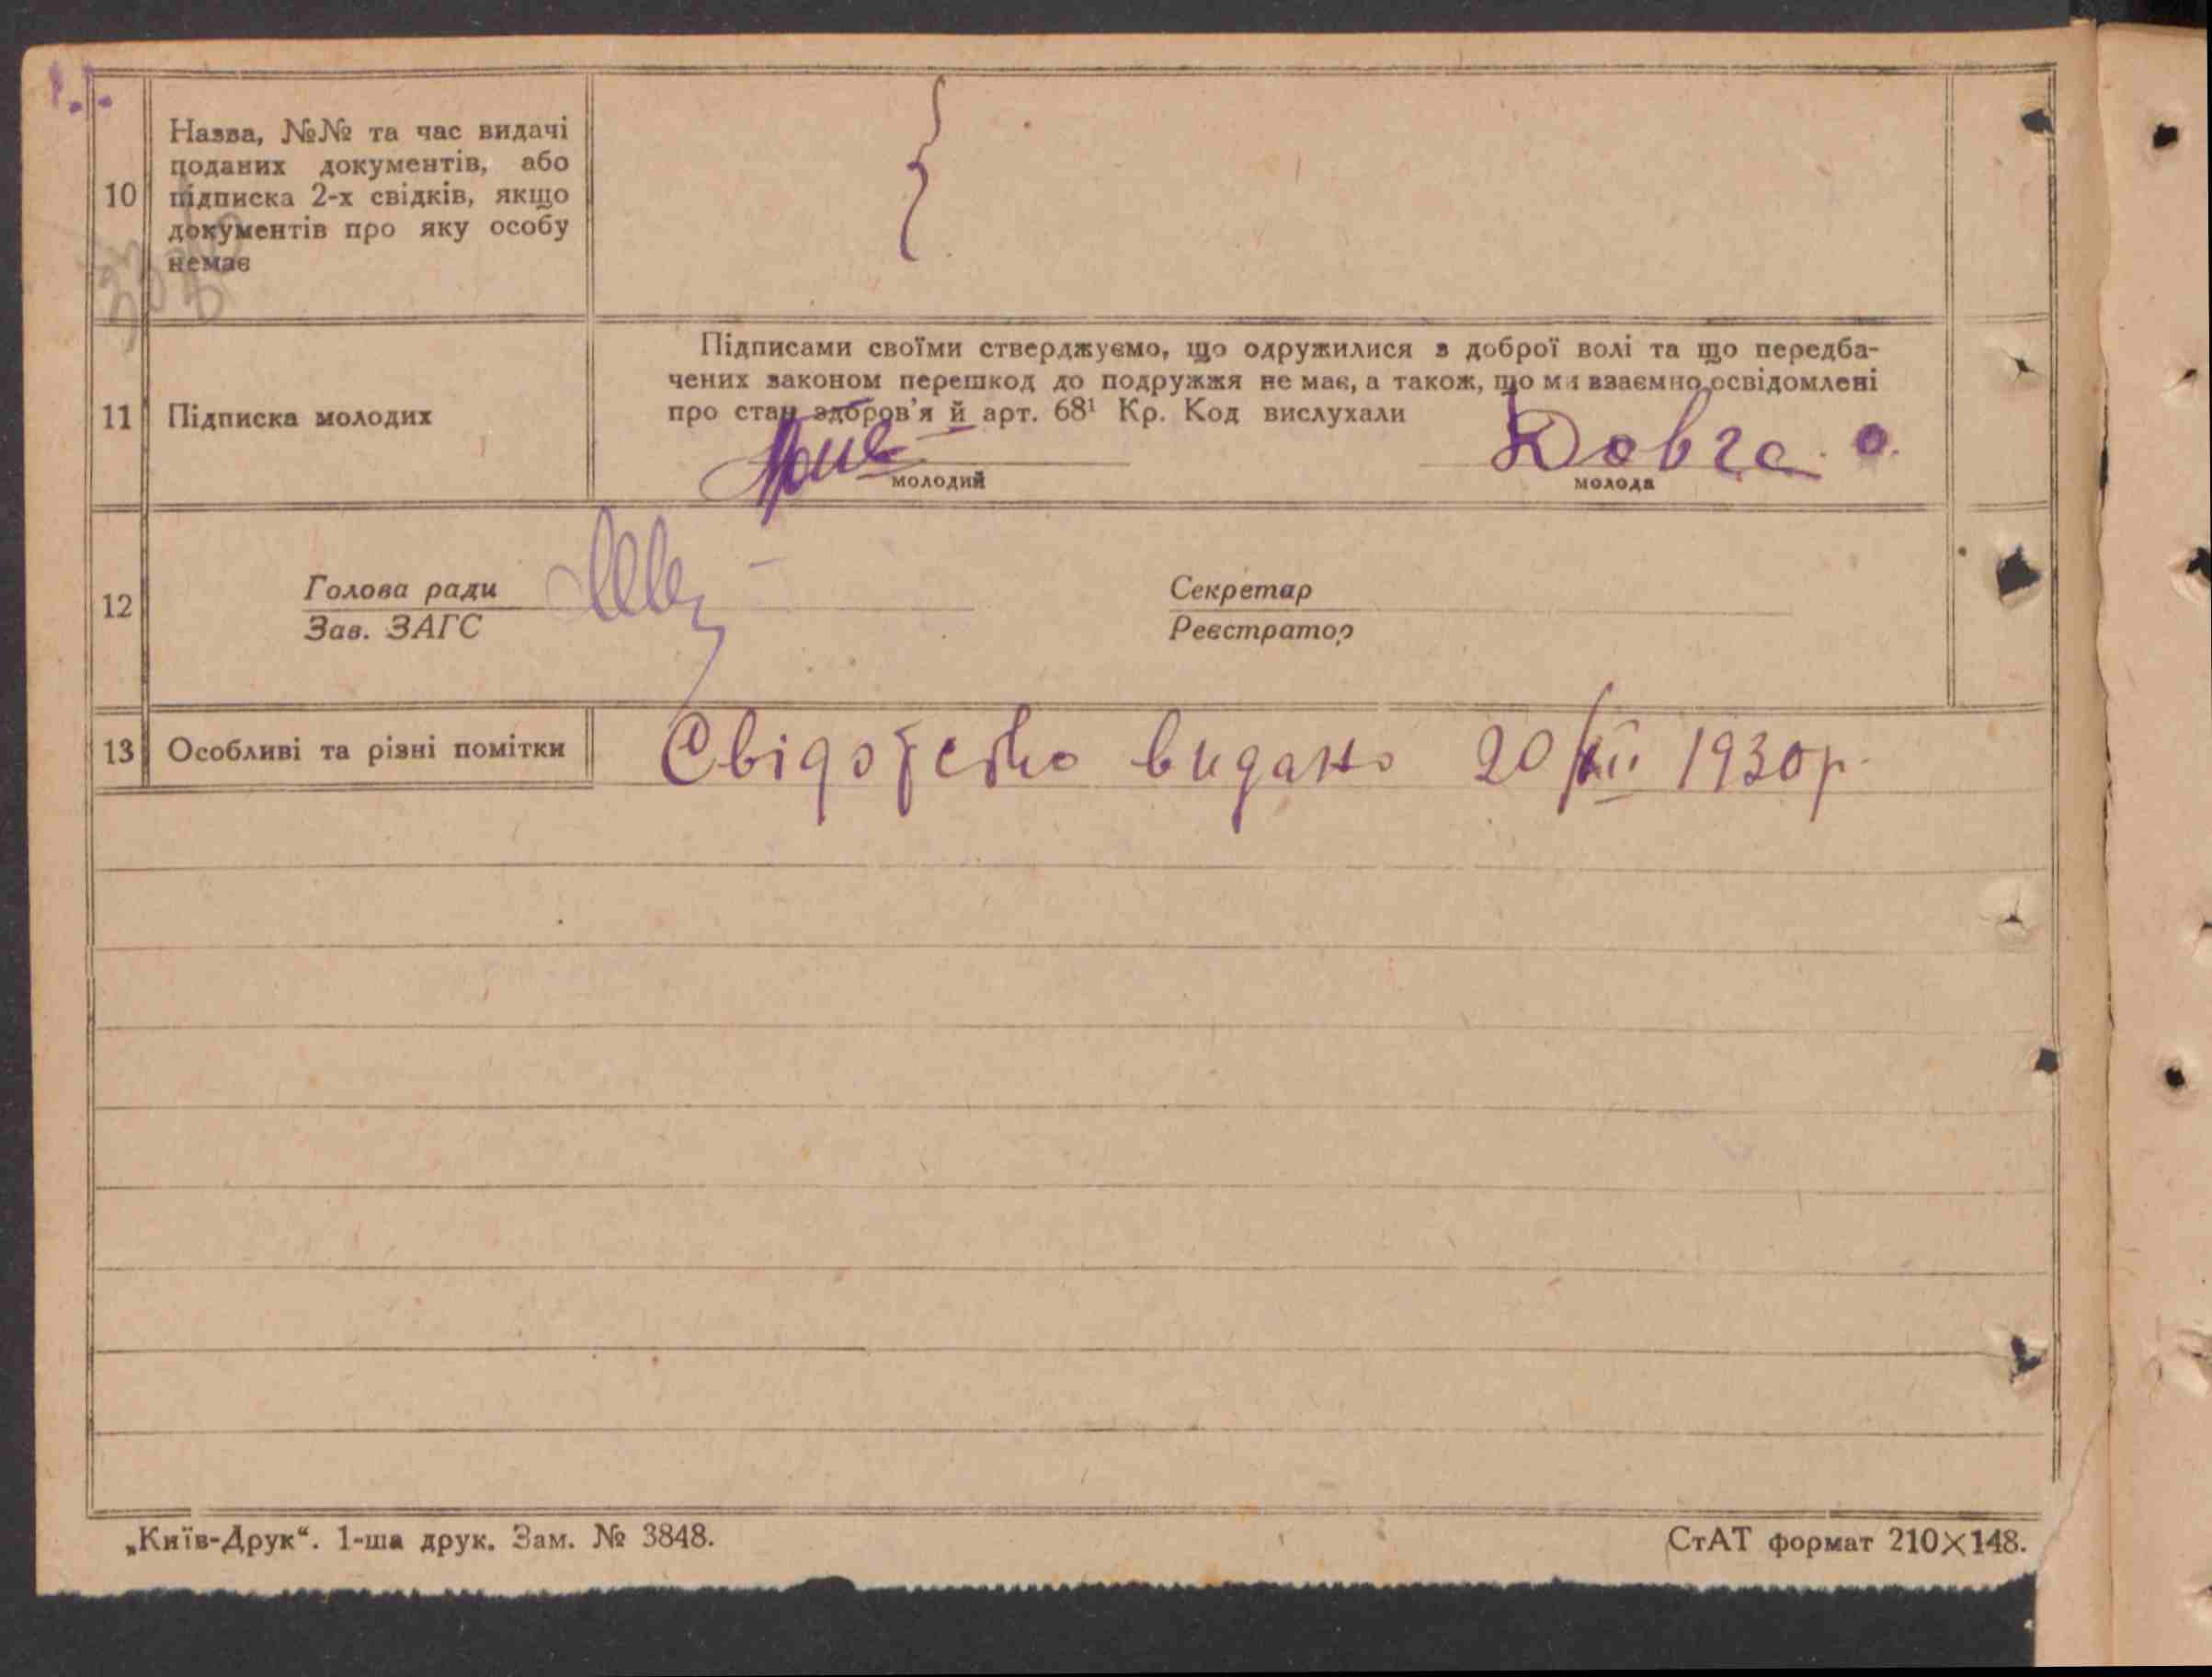 10
Назва, №№ та час видачі
поданих документів, або
підписка 2-х свідків, якщо
документів про яку особу
немає
11
Підписка молодих
Підписами своїми стверджуємо, що одружилися з доброї волі та що передба-
чених законом перешкод до подружжя не має, а також, що ми взаємно освідомлені
про стан здоров'я й арт. 68¹ Кр. Код вислухали
Довга О.
молодий
молода
12
Голова ради
Зав. ЗАГС
Секретар
Реєстратор
13
Особливі та різні помітки
Свідоцтво видано 20/XII 1930 р.
„Київ-Друк“. 1-ша друк. Зам. № 3848.
СтАТ формат 210×148.